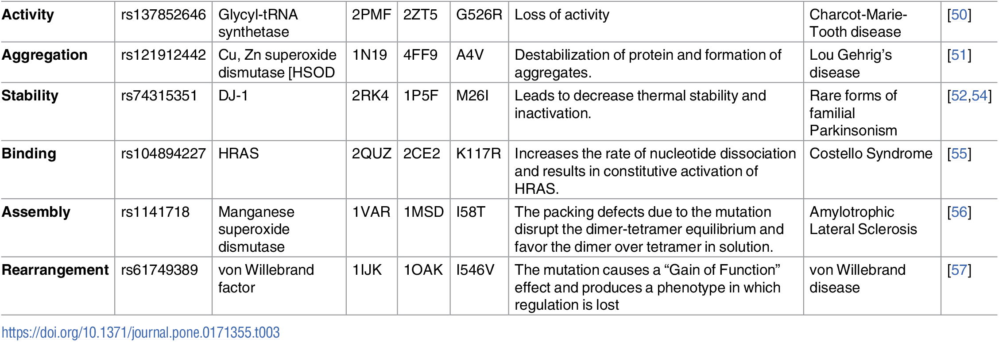 Activity rs137852646 Glycyl-tRNA synthetase 2PMF 2ZT5 G526R Loss of activity Charcot-Marie-Tooth disease [50]
Aggregation rs121912442 Cu, Zn superoxide dismutase [HSOD 1N19 4FF9 A4V Destabilization of protein and formation of aggregates. Lou Gehrig’s disease [51]
Stability rs74315351 DJ-1 2RK4 1P5F M26I Leads to decrease thermal stability and inactivation. Rare forms of familial Parkinsonism [52,54]
Binding rs104894227 HRAS 2QUZ 2CE2 K117R Increases the rate of nucleotide dissociation and results in constitutive activation of HRAS. Costello Syndrome [55]
Assembly rs1141718 Manganese superoxide dismutase 1VAR 1MSD I58T The packing defects due to the mutation disrupt the dimer-tetramer equilibrium and favor the dimer over tetramer in solution. Amylotrophic Lateral Sclerosis [56]
Rearrangement rs61749389 von Willebrand factor 1IJK 1OAK I546V The mutation causes a “Gain of Function” effect and produces a phenotype in which regulation is lost von Willebrand disease [57]
https://doi.org/10.1371/journal.pone.0171355.t003